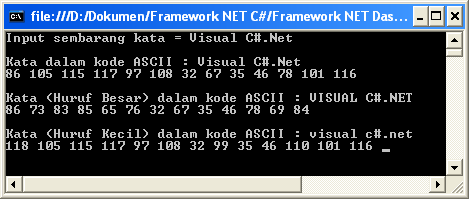 file:///D:/Dokumen/Framework NET C#/Framework NET Das...
Input sembarang kata = Visual C#.Net
Kata dalam kode ASCII : Visual C#.Net
86 105 115 117 97 108 32 67 35 46 78 101 116
Kata (Huruf Besar) dalam kode ASCII : VISUAL C#.NET
86 73 83 85 65 76 32 67 35 46 78 69 84
Kata (Huruf Kecil) dalam kode ASCII : visual c#.net
118 105 115 117 97 108 32 99 35 46 110 101 116 _